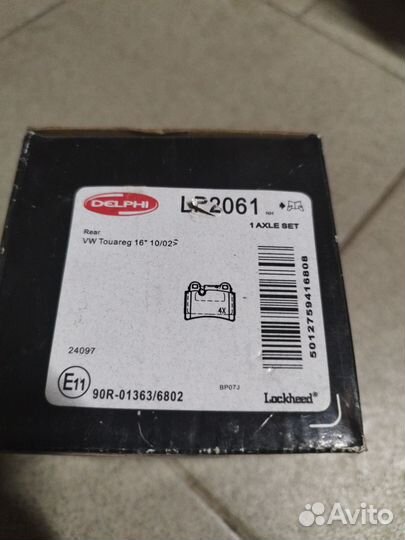 DELPHI
LP2061 NH
1 AXLE SET
Rear
VW Touareg 16" 10/02
4X
5012759416808
24097
E11
90R-01363/6802
BP07J
Lockheed®
Avito